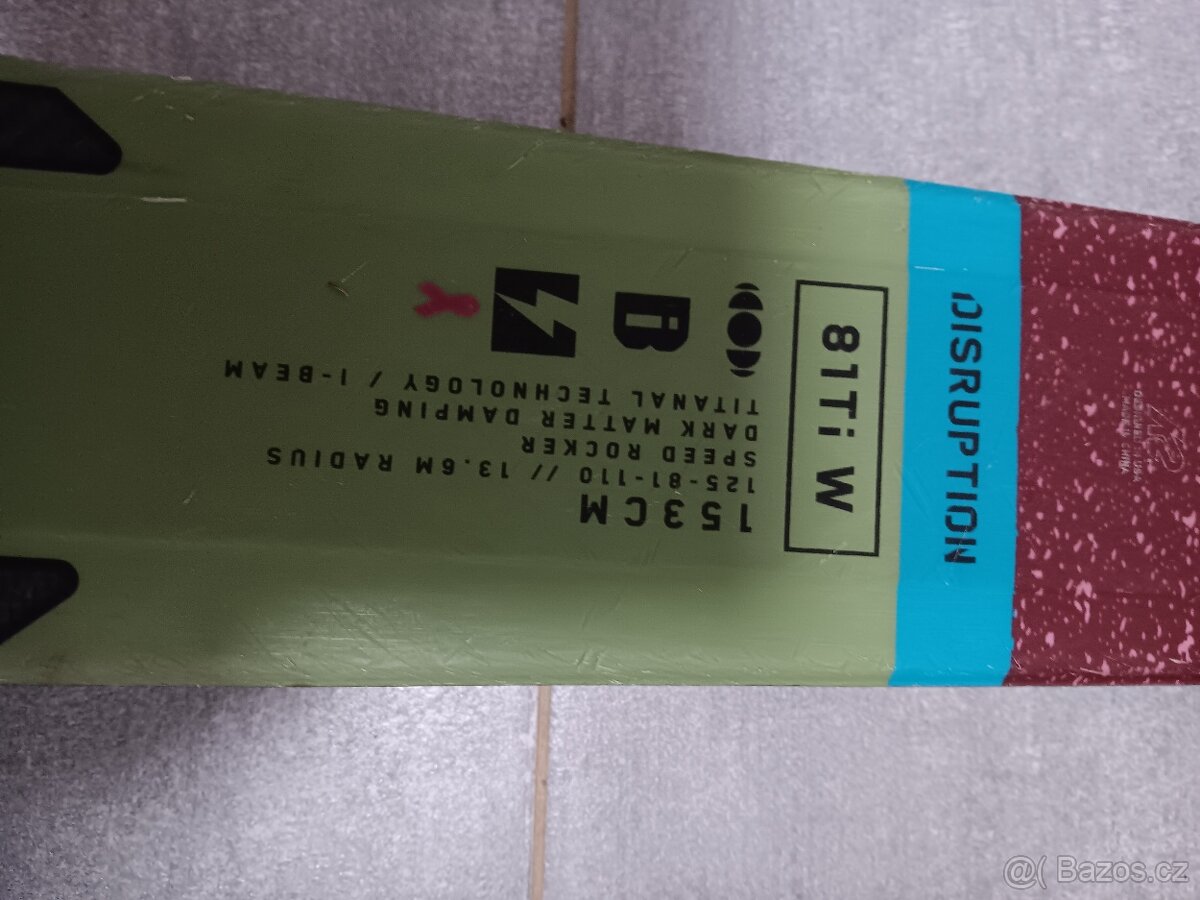 DISRUPTION
81Ti W
153CM
125-81-110 // 13.6M RADIUS
SPEED ROCKER
DARK MATTER DAMPING
TITANAL TECHNOLOGY / I-BEAM
@( Bazos.cz